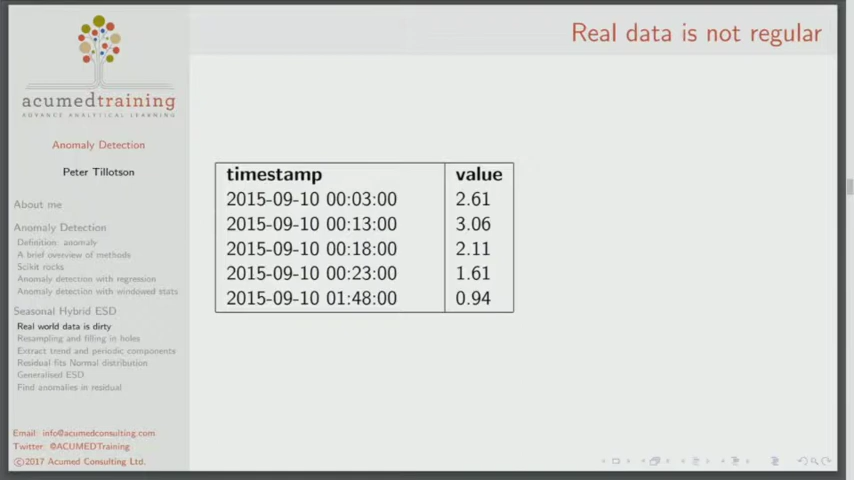 Real data is not regular
acumedtraining
ADVANCE ANALYTICAL LEARNING
Anomaly Detection
Peter Tillotson
About me
Anomaly Detection
Definition: anomaly
A brief overview of methods
Scikit rocks
Anomaly detection with regression
Anomaly detection with windowed stats
Seasonal Hybrid ESD
Real world data is dirty
Resampling and filling in holes
Extract trend and periodic components
Residual fits Normal distribution
Generalised ESD
Find anomalies in residual
Email: info@acumedconsulting.com
Twitter: @ACUMEDTraining
©2017 Acumed Consulting Ltd.
timestamp value
2015-09-10 00:03:00 2.61
2015-09-10 00:13:00 3.06
2015-09-10 00:18:00 2.11
2015-09-10 00:23:00 1.61
2015-09-10 01:48:00 0.94